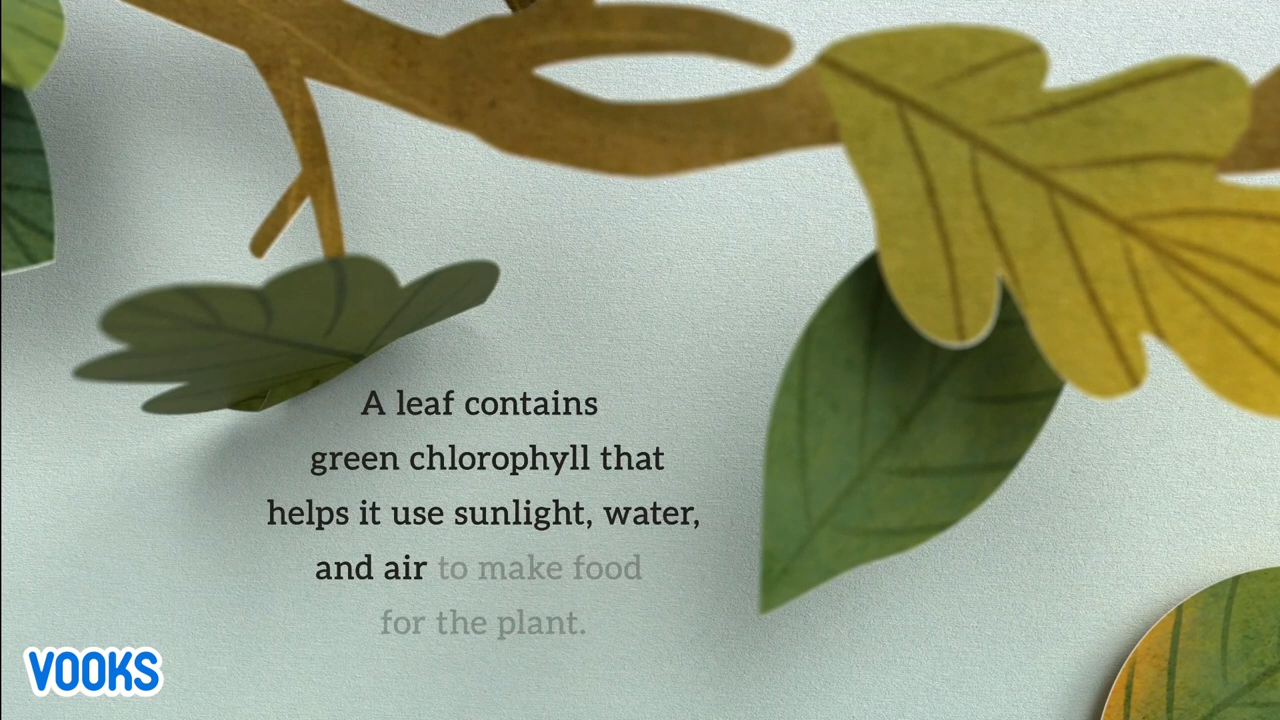 A leaf contains
green chlorophyll that
helps it use sunlight, water,
and air to make food
for the plant.
VOOKS